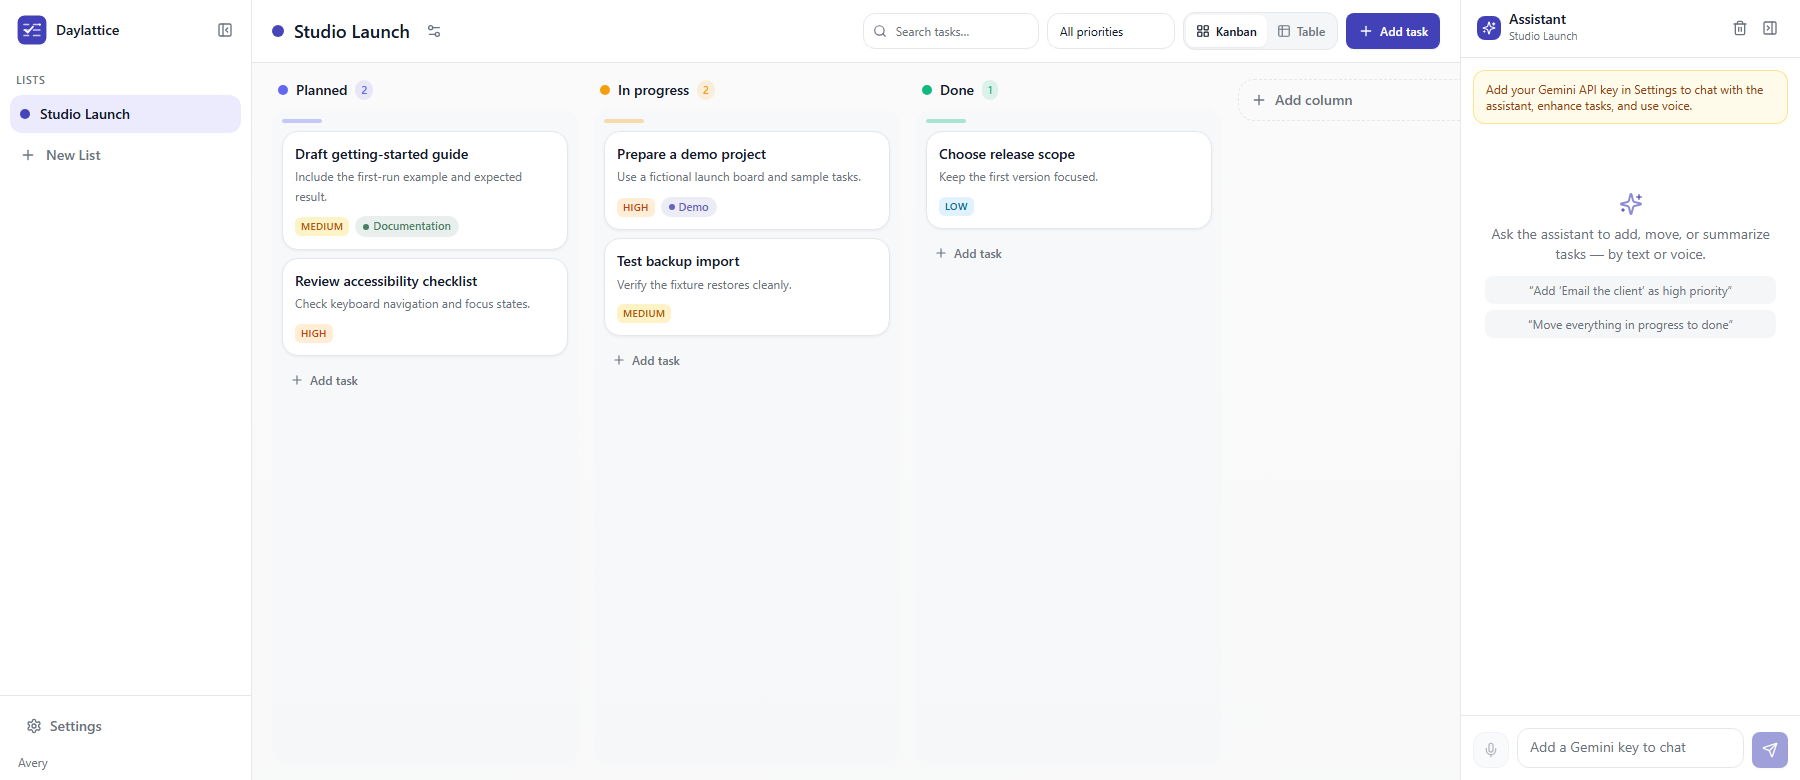 Daylattice
LISTS
Studio Launch
New List
Settings
Avery
Studio Launch
Search tasks...
All priorities
Kanban
Table
Add task
Planned 2
Draft getting-started guide
Include the first-run example and expected
result.
MEDIUM
Documentation
Review accessibility checklist
Check keyboard navigation and focus states.
HIGH
Add task
In progress 2
Prepare a demo project
Use a fictional launch board and sample tasks.
HIGH
Demo
Test backup import
Verify the fixture restores cleanly.
MEDIUM
Add task
Done 1
Choose release scope
Keep the first version focused.
LOW
Add task
Add column
Assistant
Studio Launch
Add your Gemini API key in Settings to chat with the
assistant, enhance tasks, and use voice.
Ask the assistant to add, move, or summarize
tasks — by text or voice.
“Add ‘Email the client’ as high priority”
“Move everything in progress to done”
Add a Gemini key to chat